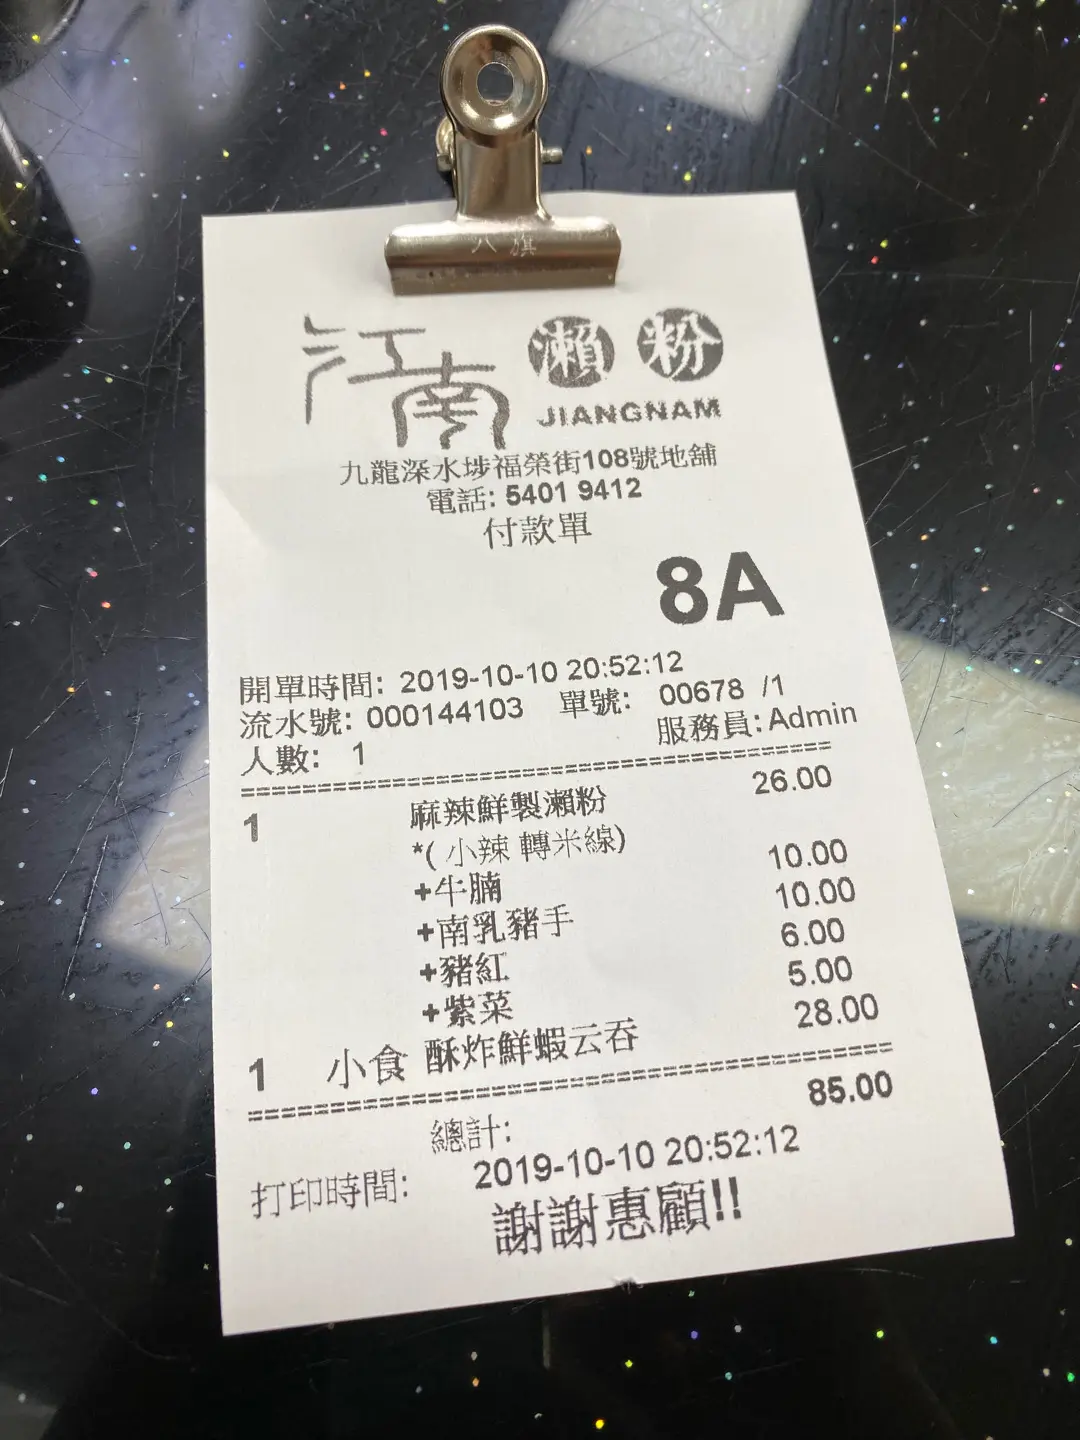 八旗
江南 瀨粉
JIANGNAM
九龍深水埗福榮街108號地舖
電話: 5401 9412
付款單
8A
開單時間: 2019-10-10 20:52:12
流水號: 000144103 單號: 00678 /1
人數: 1 服務員: Admin
1 麻辣鮮製瀨粉 26.00
*( 小辣 轉米線)
+牛腩 10.00
+南乳豬手 10.00
+豬紅 6.00
+紫菜 5.00
1 小食 酥炸鮮蝦云吞 28.00
總計: 85.00
打印時間: 2019-10-10 20:52:12
謝謝惠顧!!